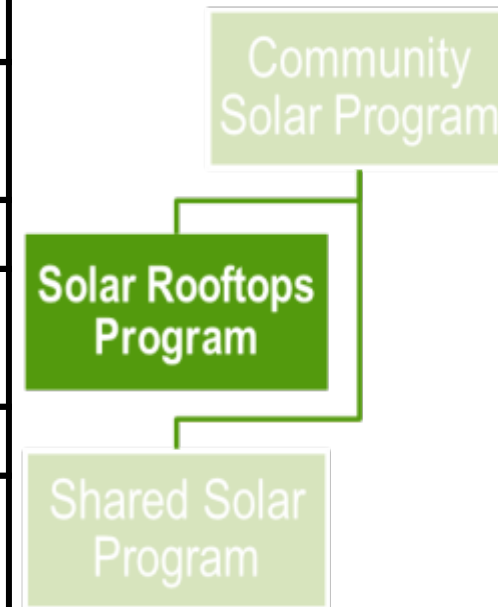 Community
Solar Program
Solar Rooftops
Program
Shared Solar
Program